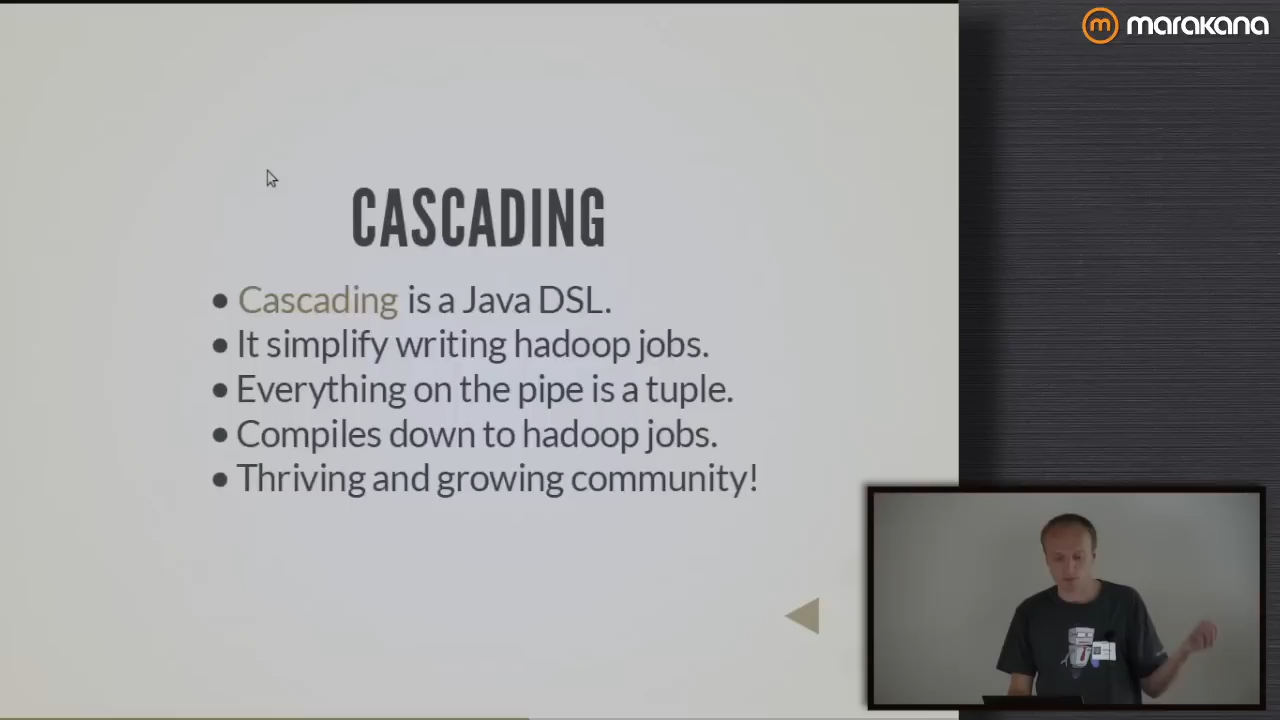 marakana
CASCADING
• Cascading is a Java DSL.
• It simplify writing hadoop jobs.
• Everything on the pipe is a tuple.
• Compiles down to hadoop jobs.
• Thriving and growing community!